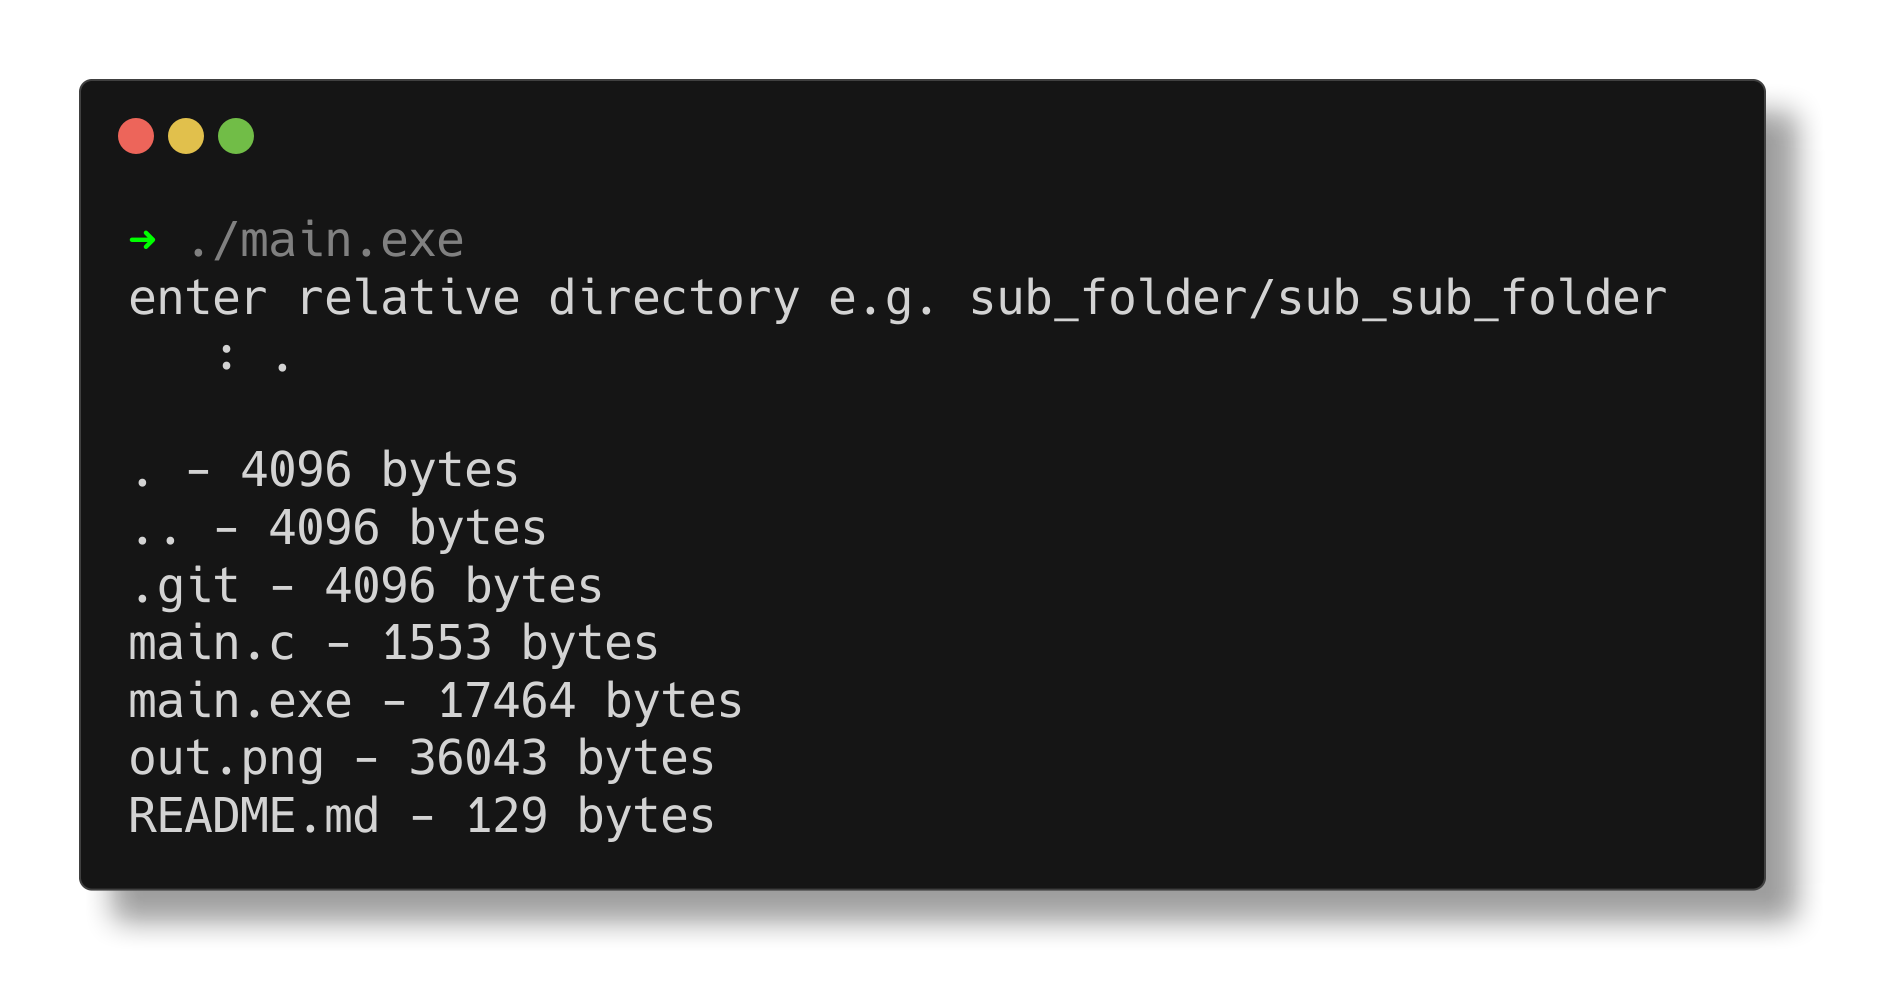 ➜ ./main.exe
enter relative directory e.g. sub_folder/sub_sub_folder
: .
. - 4096 bytes
.. - 4096 bytes
.git - 4096 bytes
main.c - 1553 bytes
main.exe - 17464 bytes
out.png - 36043 bytes
README.md - 129 bytes